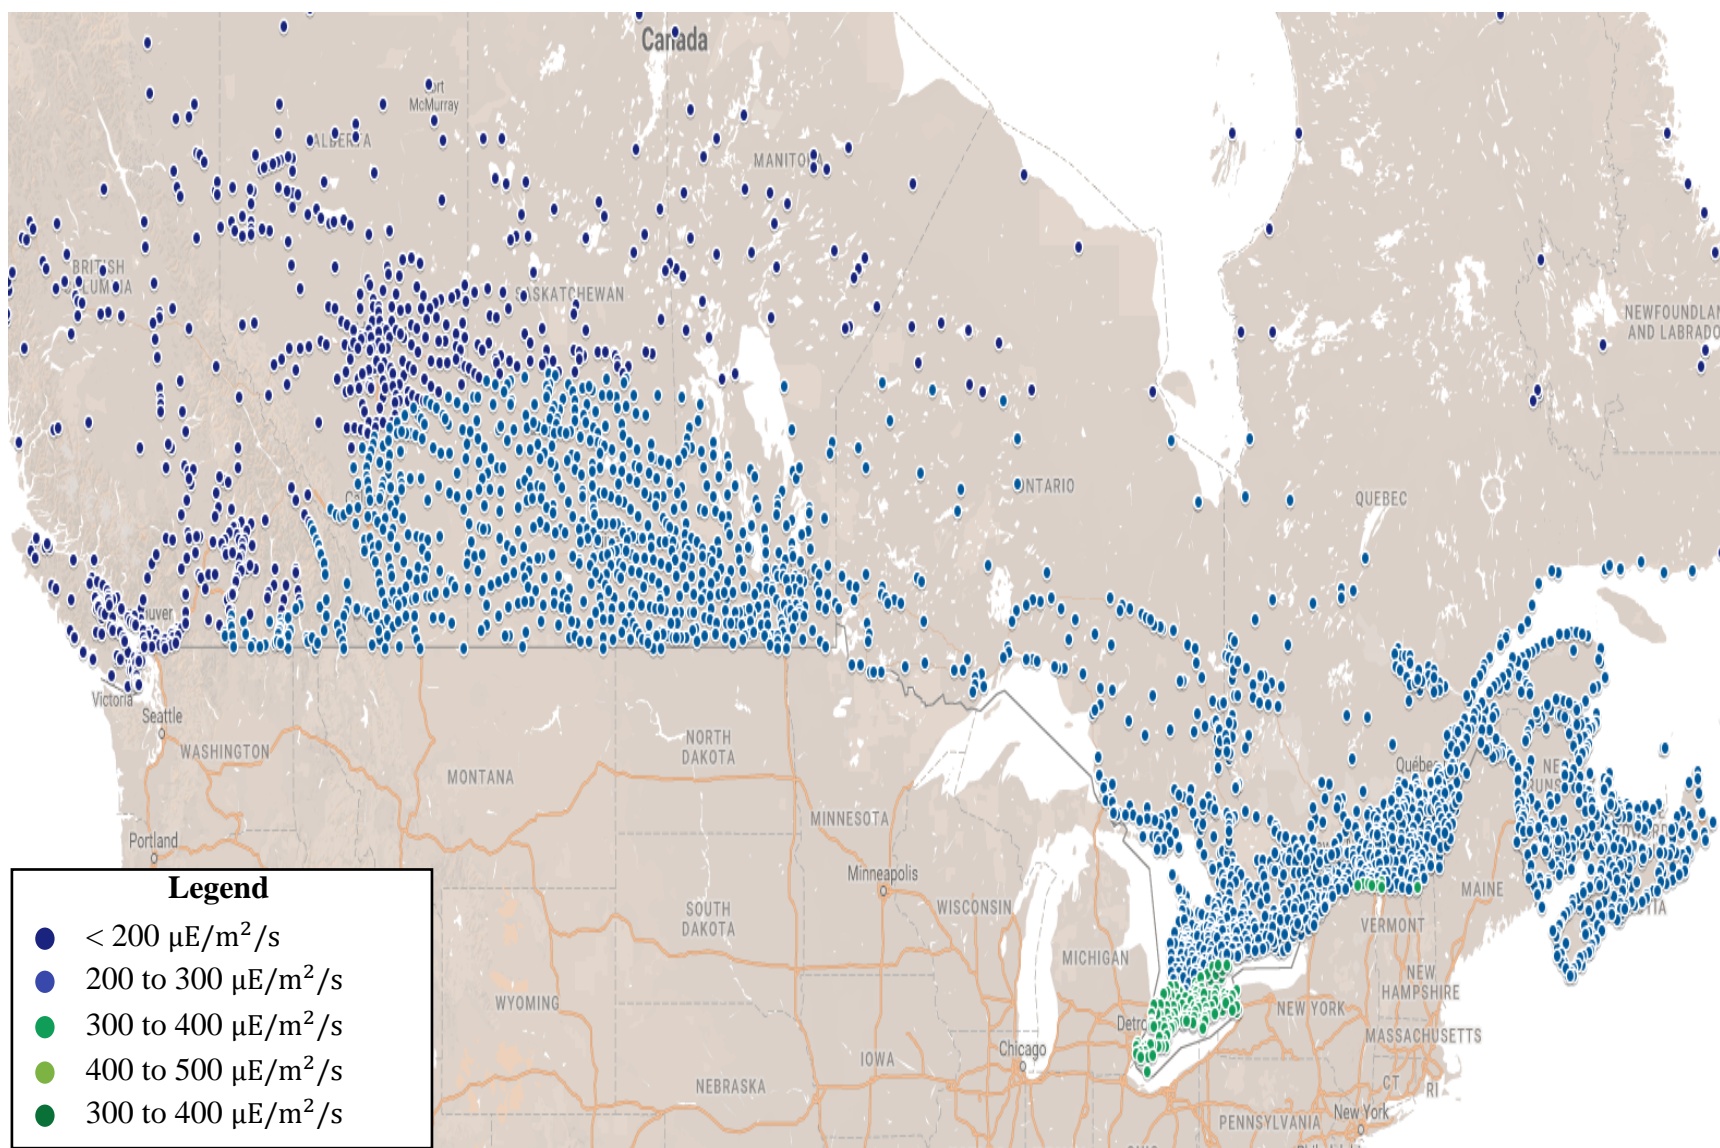 Canada
McMurray
ALBERTA
MANITOBA
BRITISH
COLUMBIA
SASKATCHEWAN
NEWFOUNDLAN
AND LABRADO
ONTARIO
QUEBEC
Victoria
Seattle
WASHINGTON
MONTANA
NORTH
DAKOTA
Québec
MINNESOTA
Portland
Minneapolis
SOUTH
DAKOTA
WISCONSIN
MICHIGAN
MAINE
VERMONT
NEW
HAMPSHIRE
WYOMING
NEW YORK
MASSACHUSETTS
Detro
Chicago
IOWA
NEBRASKA
CT
RI
New York
PENNSYLVANIA
Legend
< 200 µE/m²/s
200 to 300 µE/m²/s
300 to 400 µE/m²/s
400 to 500 µE/m²/s
300 to 400 µE/m²/s